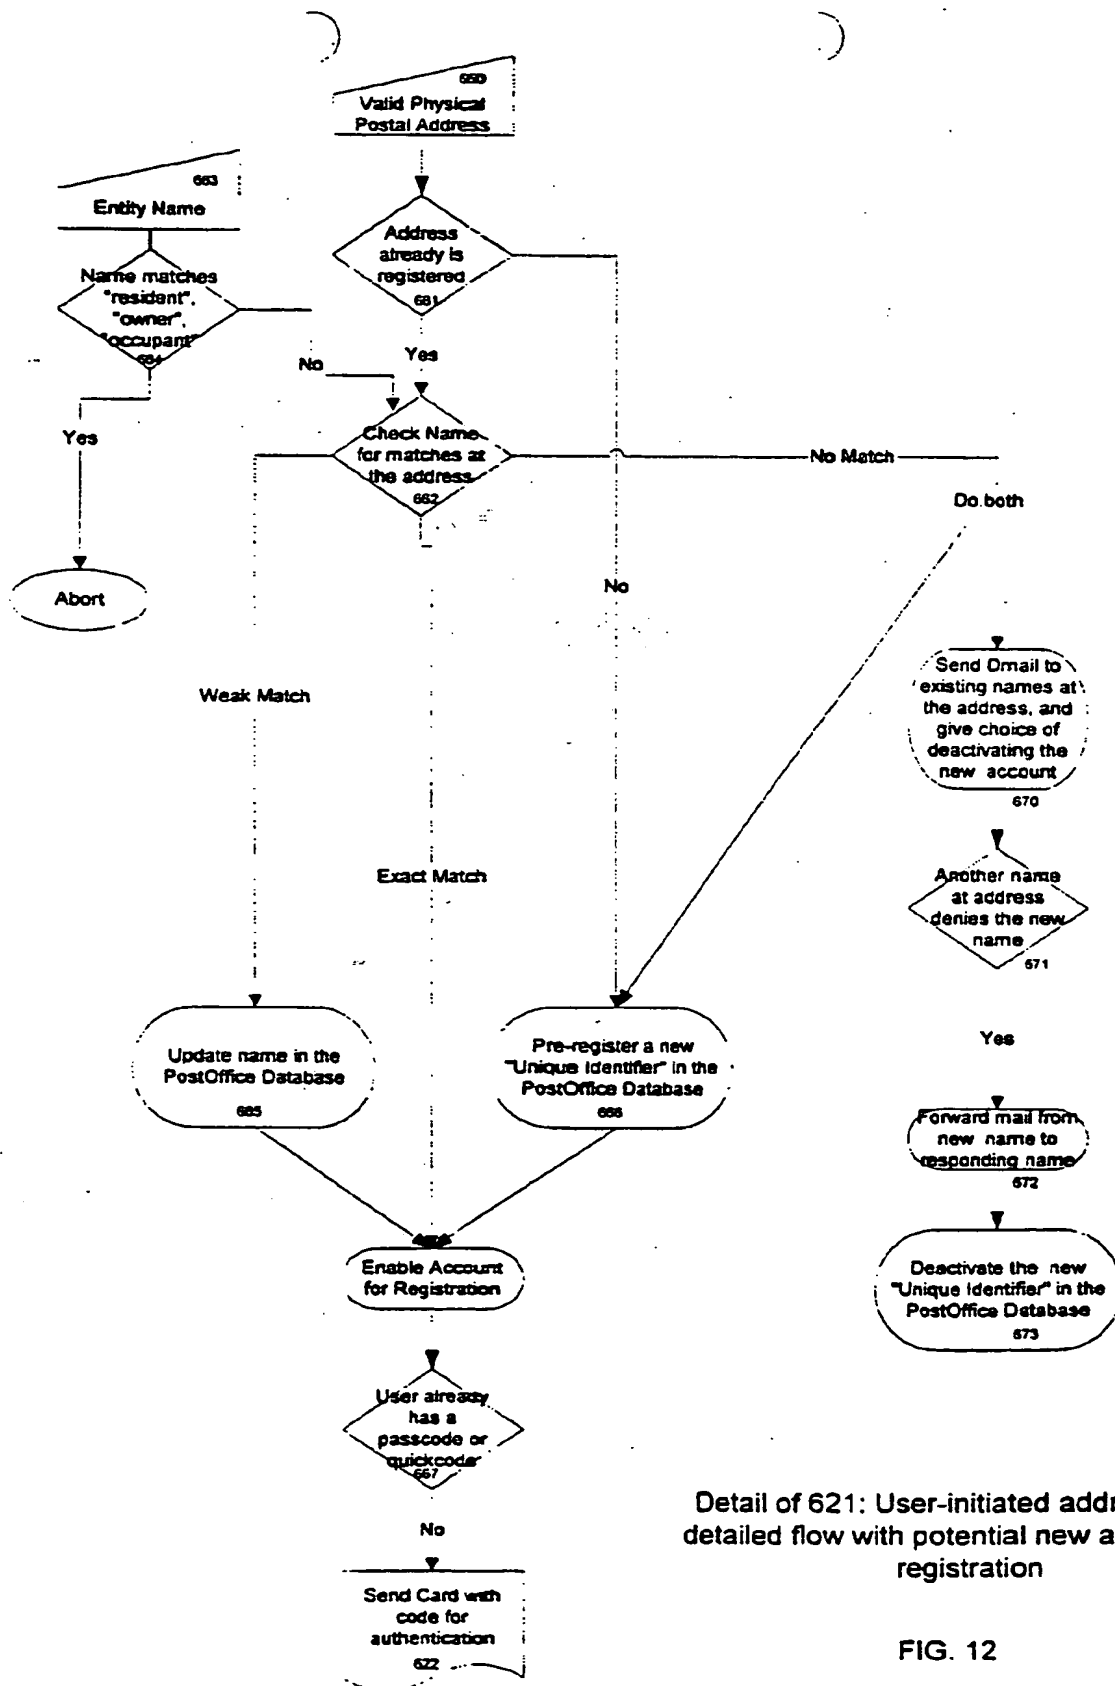 660
Valid Physical
Postal Address
663
Entity Name
Address
already is
registered
661
Name matches
"resident",
"owner",
"occupant"
664
Yes
No
Yes
Check Name
for matches at
the address
662
No Match
Do both
Abort
No
Weak Match
Send Dmail to
existing names at
the address, and
give choice of
deactivating the
new account
670
Exact Match
Another name
at address
denies the new
name
671
Yes
Update name in the
PostOffice Database
665
Pre-register a new
"Unique Identifier" in the
PostOffice Database
666
Forward mail from
new name to
responding name
672
Enable Account
for Registration
Deactivate the new
"Unique Identifier" in the
PostOffice Database
673
User already
has a
passcode or
quickcode
667
No
Send Card with
code for
authentication
622
Detail of 621: User-initiated
detailed flow with potential new
registration
FIG. 12